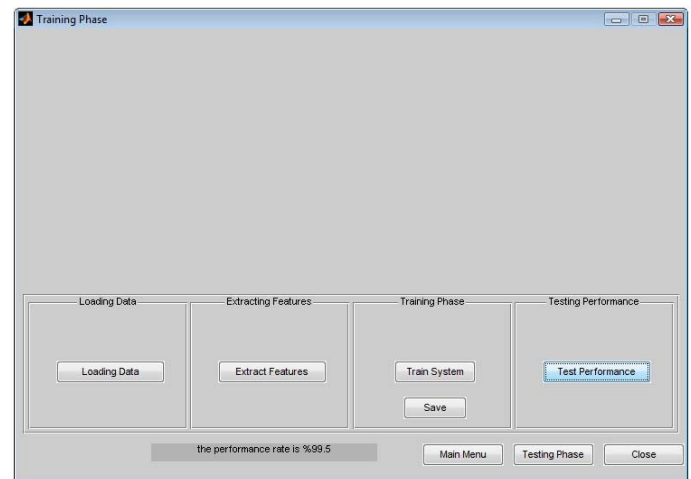 Training Phase
Loading Data
Extracting Features
Training Phase
Testing Performance
Loading Data
Extract Features
Train System
Test Performance
Save
the performance rate is %99.5
Main Menu
Testing Phase
Close